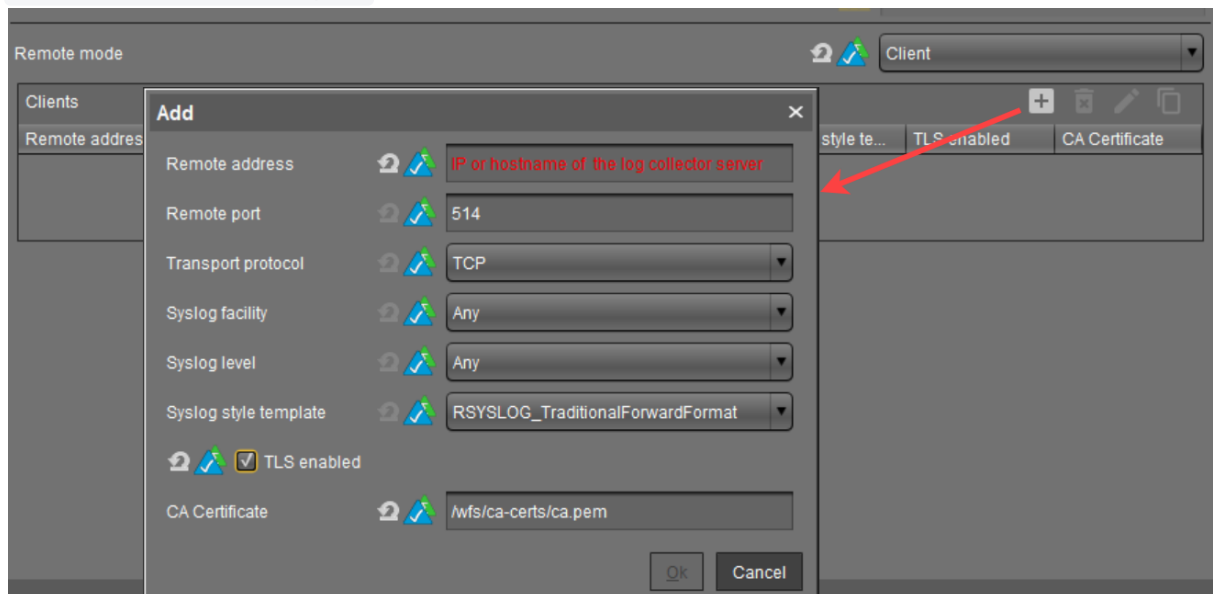 Remote mode
Client
Clients
Remote addres
style te...
TLS enabled
CA Certificate
Add
Remote address
IP or hostname of the log collector server
Remote port
514
Transport protocol
TCP
Syslog facility
Any
Syslog level
Any
Syslog style template
RSYSLOG_TraditionalForwardFormat
TLS enabled
CA Certificate
/wfs/ca-certs/ca.pem
Ok
Cancel